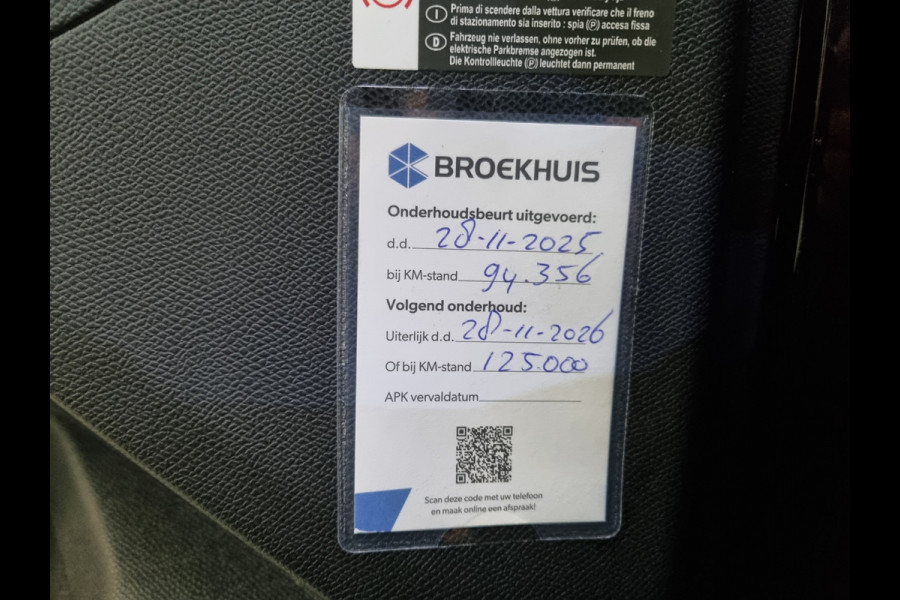 I Prima di scendere dalla vettura verificare che il freno
di stazionamento sia inserito : spia (P) accesa fissa
D Fahrzeug nie verlassen, ohne vorher zu prüfen, ob die
elektrische Parkbremse angezogen ist.
Die Kontrollleuchte (P) leuchtet dann permanent
BROEKHUIS
Onderhoudsbeurt uitgevoerd:
d.d. 28-11-2025
bij KM-stand 94.356
Volgend onderhoud:
Uiterlijk d.d. 28-11-2026
Of bij KM-stand 125.000
APK vervaldatum
Scan deze code met uw telefoon
en maak online een afspraak!